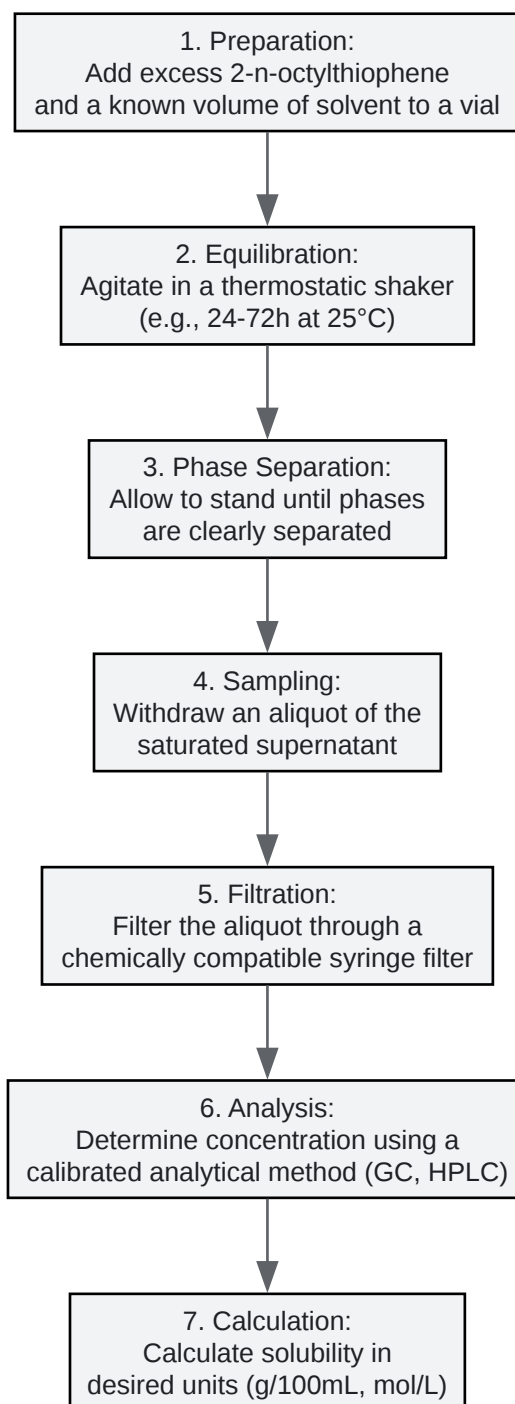 1. Preparation:
Add excess 2-n-octylthiophene
and a known volume of solvent to a vial
2. Equilibration:
Agitate in a thermostatic shaker
(e.g., 24-72h at 25°C)
3. Phase Separation:
Allow to stand until phases
are clearly separated
4. Sampling:
Withdraw an aliquot of the
saturated supernatant
5. Filtration:
Filter the aliquot through a
chemically compatible syringe filter
6. Analysis:
Determine concentration using a
calibrated analytical method (GC, HPLC)
7. Calculation:
Calculate solubility in
desired units (g/100mL, mol/L)